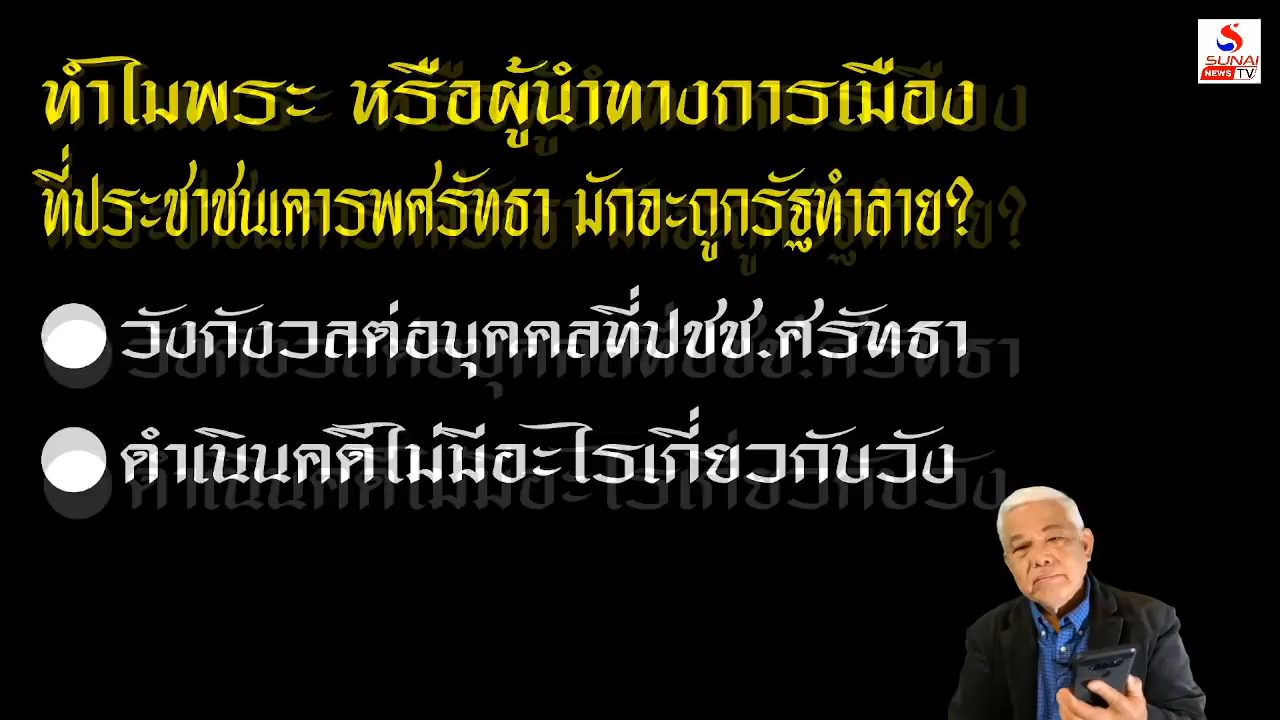 ทำไมพระ หรือผู้นำทางการเมือง
ที่ประชาชนเคารพศรัทธา มักจะถูกรัฐทำลาย?
วังกังวลต่อบุคคลที่ปชช.ศรัทธา
ดำเนินคดีไม่มีอะไรเกี่ยวกับวัง
SUNAI
NEWS TV